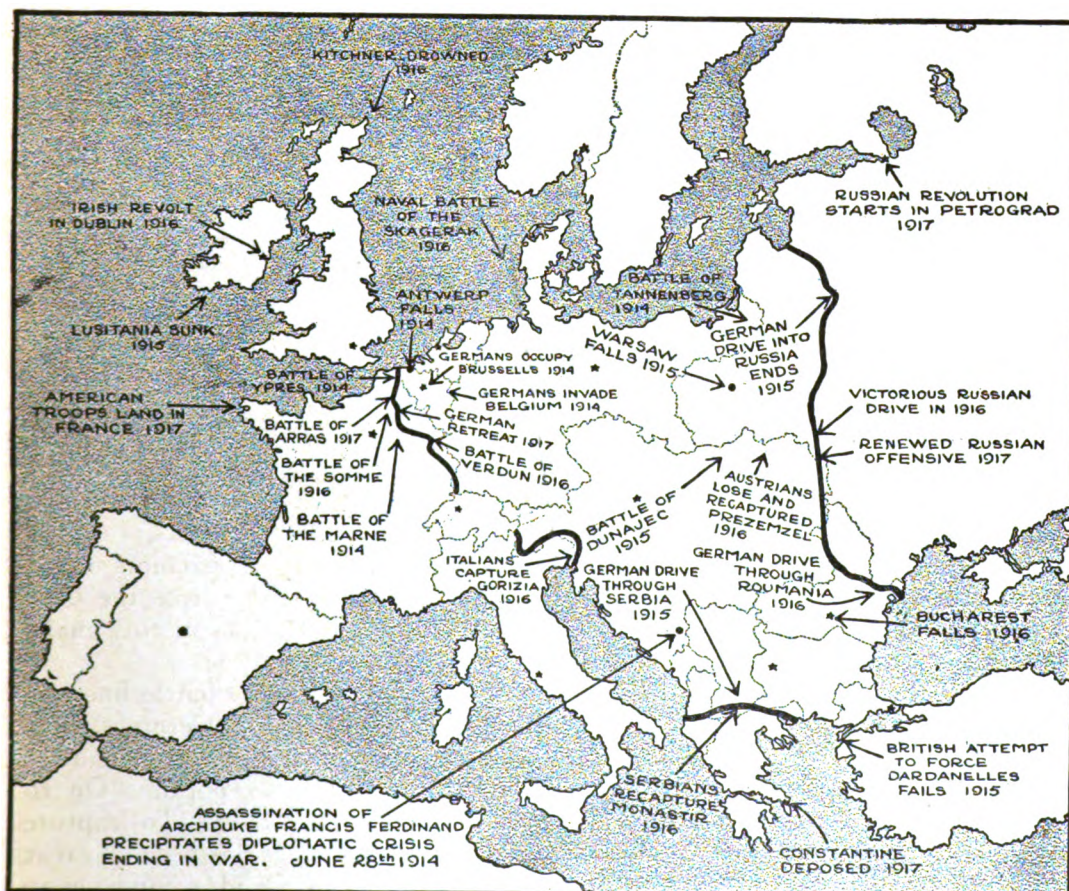 KITCHNER DROWNED
1916
IRISH REVOLT
IN DUBLIN 1916
NAVAL BATTLE
OF THE
SKAGERAK
1916
RUSSIAN REVOLUTION
STARTS IN PETROGRAD
1917
LUSITANIA SUNK
1915
ANTWERP
FALLS
1914
BATTLE OF
TANNENBERG
1914
WARSAW
FALLS 1915
GERMAN
DRIVE INTO
RUSSIA
ENDS
1915
BATTLE OF
YPRES 1914
GERMANS OCCUPY
BRUSSELLS 1914
AMERICAN
TROOPS LAND IN
FRANCE 1917
GERMANS INVADE
BELGIUM 1914
VICTORIOUS RUSSIAN
DRIVE IN 1916
BATTLE OF
ARRAS 1917
GERMAN
RETREAT 1917
RENEWED RUSSIAN
OFFENSIVE 1917
BATTLE OF
THE SOMME
1916
BATTLE OF
VERDUN 1916
BATTLE OF
THE MARNE
1914
BATTLE OF
DUNAJEC
1915
AUSTRIANS
LOSE AND
RECAPTURED
PREZEMZEL
1916
ITALIANS
CAPTURE
GORIZIA
1916
GERMAN DRIVE
THROUGH
SERBIA
1915
GERMAN DRIVE
THROUGH
ROUMANIA
1916
BUCHAREST
FALLS 1916
BRITISH ATTEMPT
TO FORCE
DARDANELLES
FAILS 1915
SERBIANS
RECAPTURE
MONASTIR
1916
ASSASSINATION OF
ARCHDUKE FRANCIS FERDINAND
PRECIPITATES DIPLOMATIC CRISIS
ENDING IN WAR. JUNE 28th 1914
CONSTANTINE
DEPOSED 1917